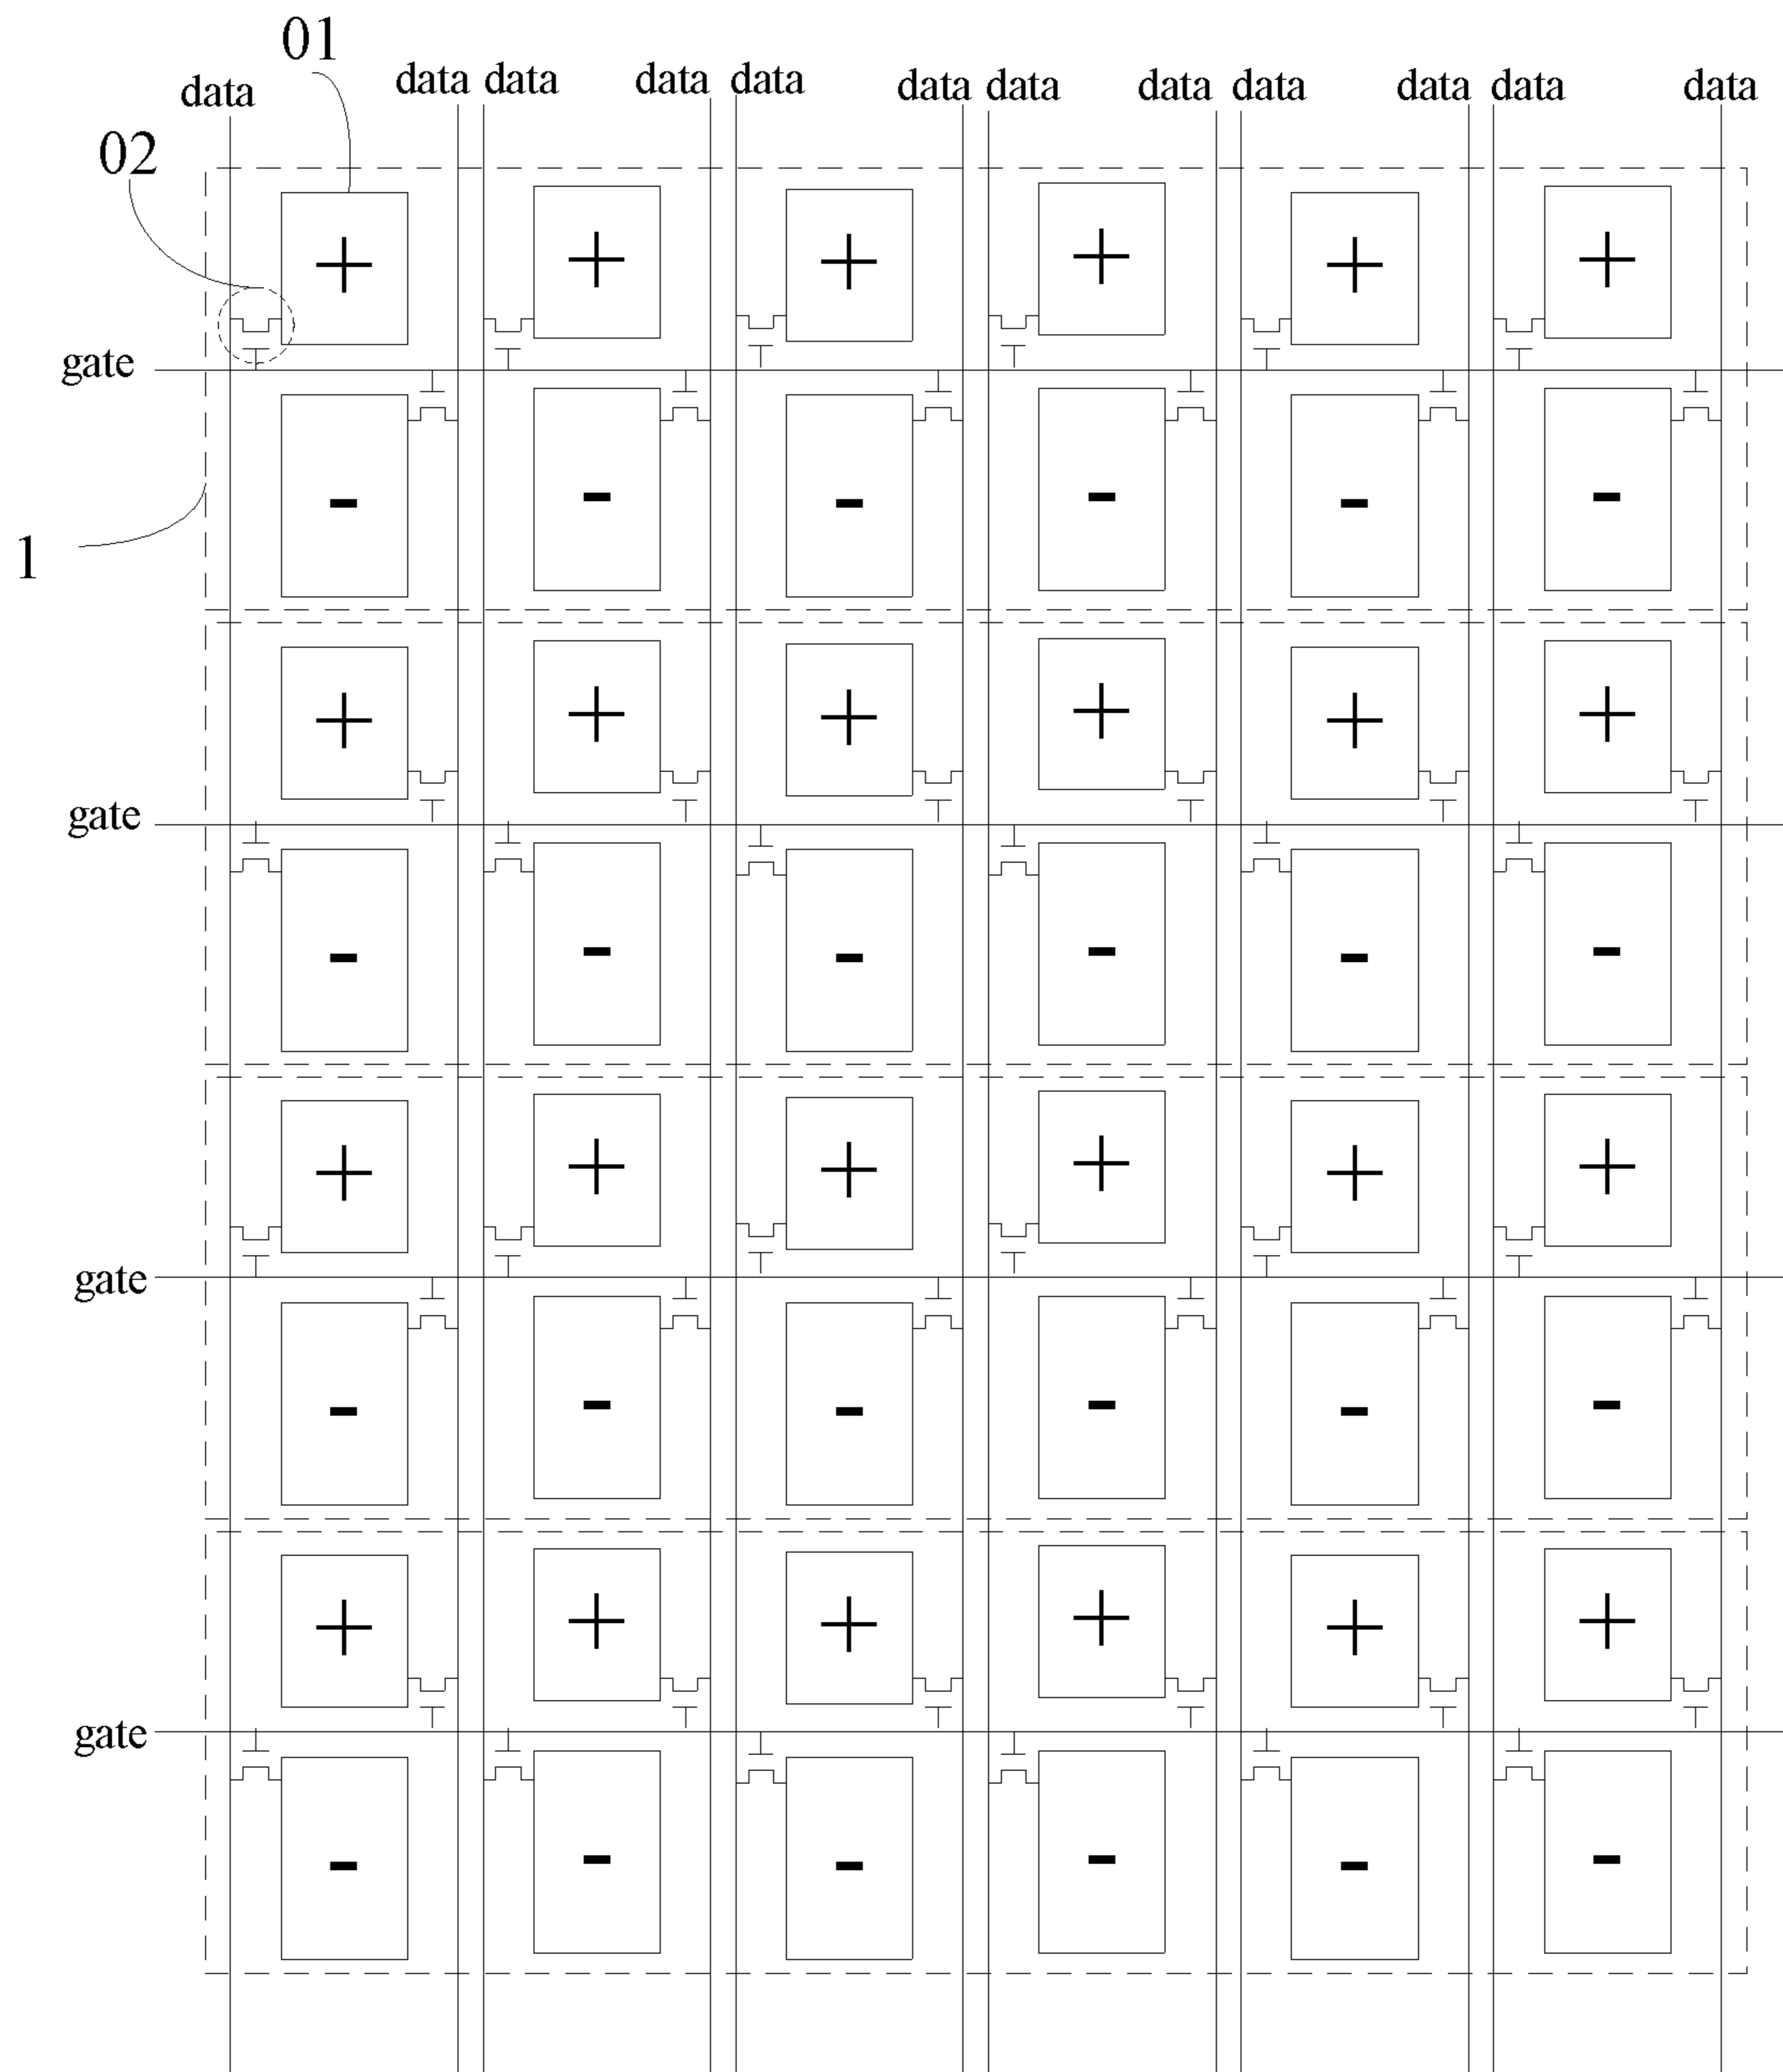 01
data data data data data data data data data data data data
02
+ + + + + +
gate
- - - - - -
1
+ + + + + +
gate
- - - - - -
+ + + + + +
gate
- - - - - -
+ + + + + +
gate
- - - - - -